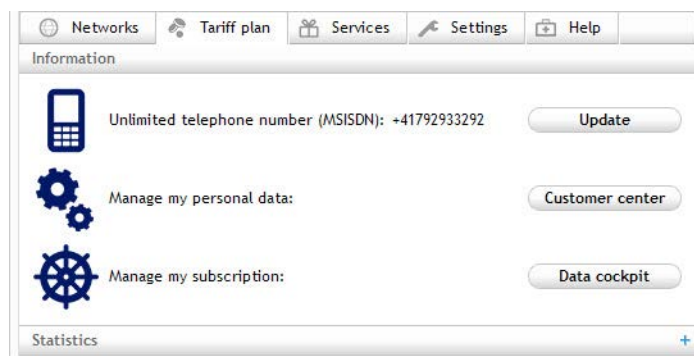 Networks Tariff plan Services Settings Help
Information
Unlimited telephone number (MSISDN): +41792933292 Update
Manage my personal data: Customer center
Manage my subscription: Data cockpit
Statistics +